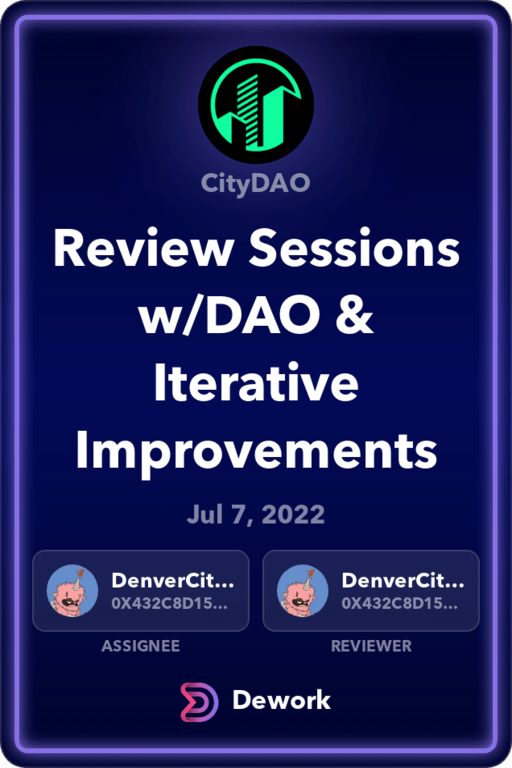 CityDAO
Review Sessions
w/DAO &
Iterative
Improvements
Jul 7, 2022
DenverCit...
0X432C8D15...
DenverCit...
0X432C8D15...
ASSIGNEE
REVIEWER
Dework